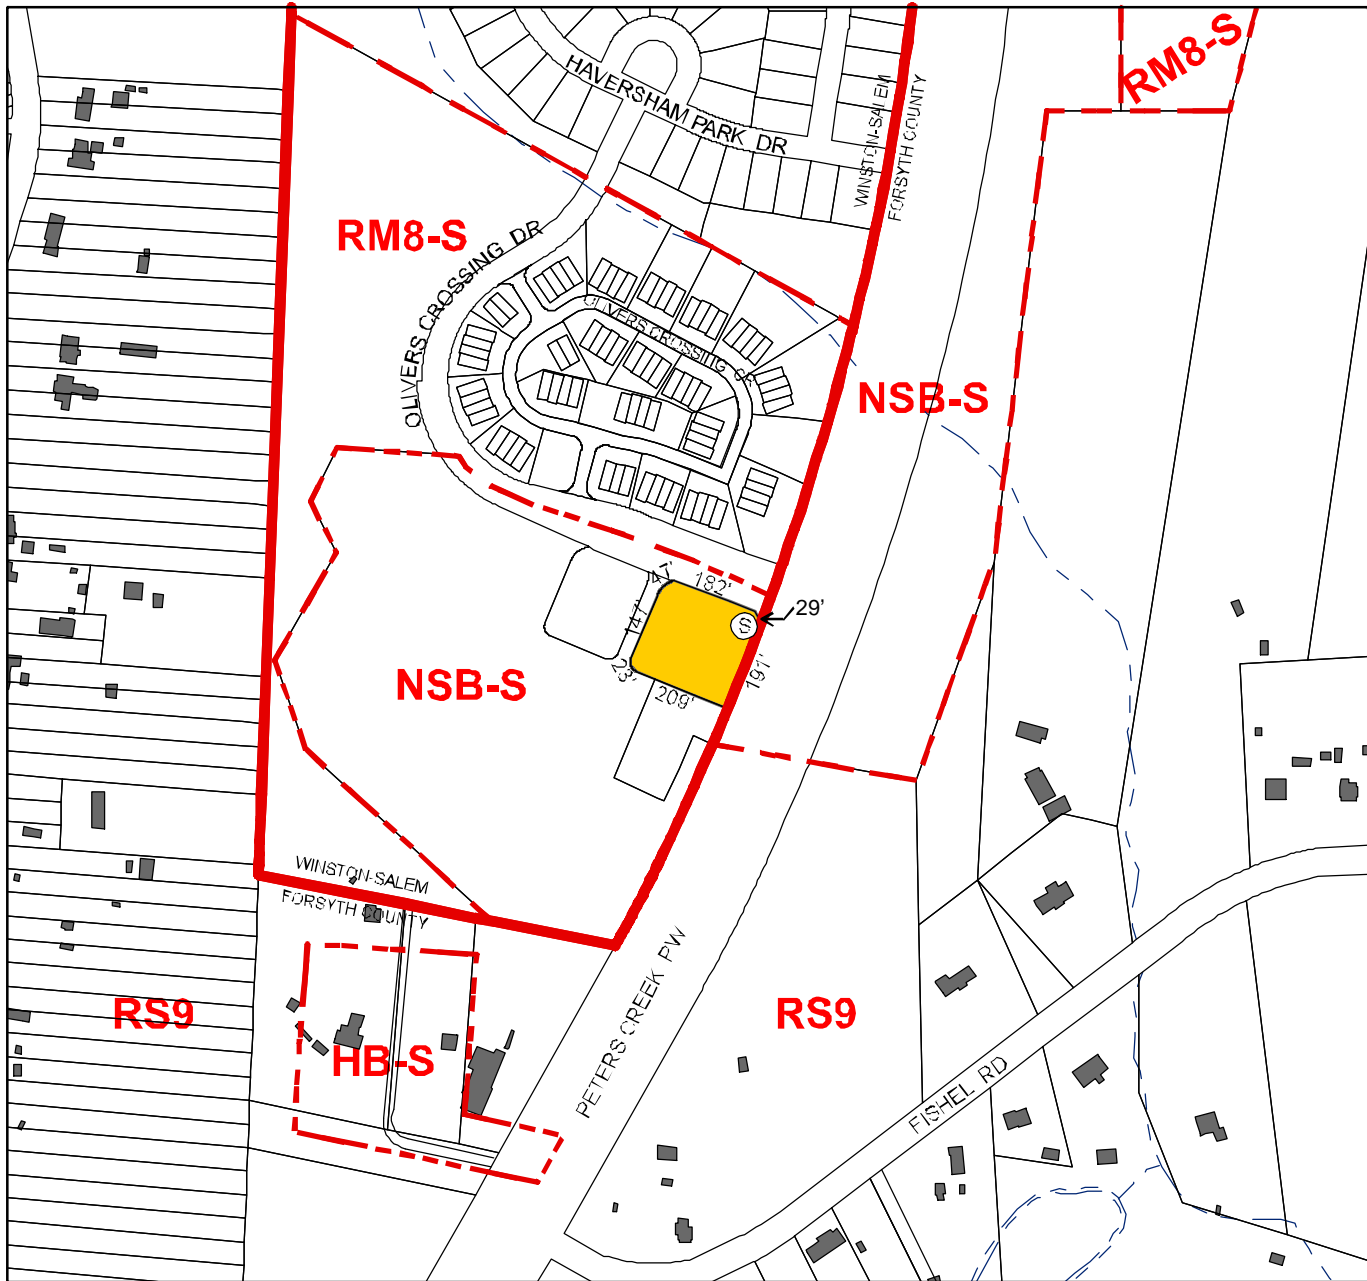 RM8-S
HAVERSHAM PARK DR
WINSTON-SALEM
FORSYTH COUNTY
RM8-S
OLIVERS CROSSING DR
OLIVERS CROSSING CR
NSB-S
47'
182'
29'
S
147'
23'
209'
191'
NSB-S
WINSTON-SALEM
FORSYTH COUNTY
RS9
HB-S
PETERS CREEK PW
RS9
FISHEL RD